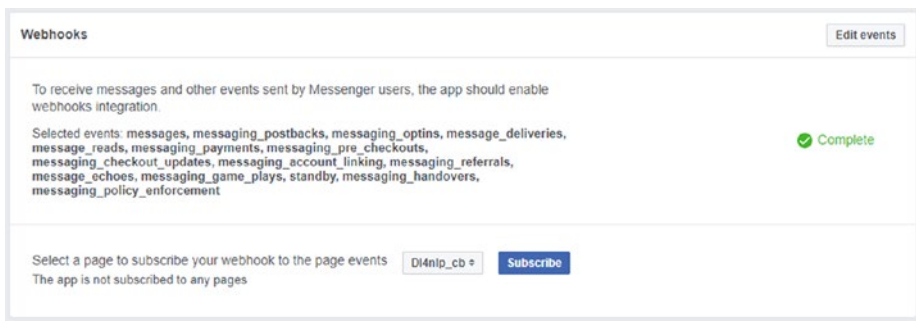 Webhooks
Edit events
To receive messages and other events sent by Messenger users, the app should enable
webhooks integration.
Selected events: messages, messaging_postbacks, messaging_optins, message_deliveries,
message_reads, messaging_payments, messaging_pre_checkouts,
messaging_checkout_updates, messaging_account_linking, messaging_referrals,
message_echoes, messaging_game_plays, standby, messaging_handovers,
messaging_policy_enforcement
Complete
Select a page to subscribe your webhook to the page events
Dl4nlp_cb
Subscribe
The app is not subscribed to any pages